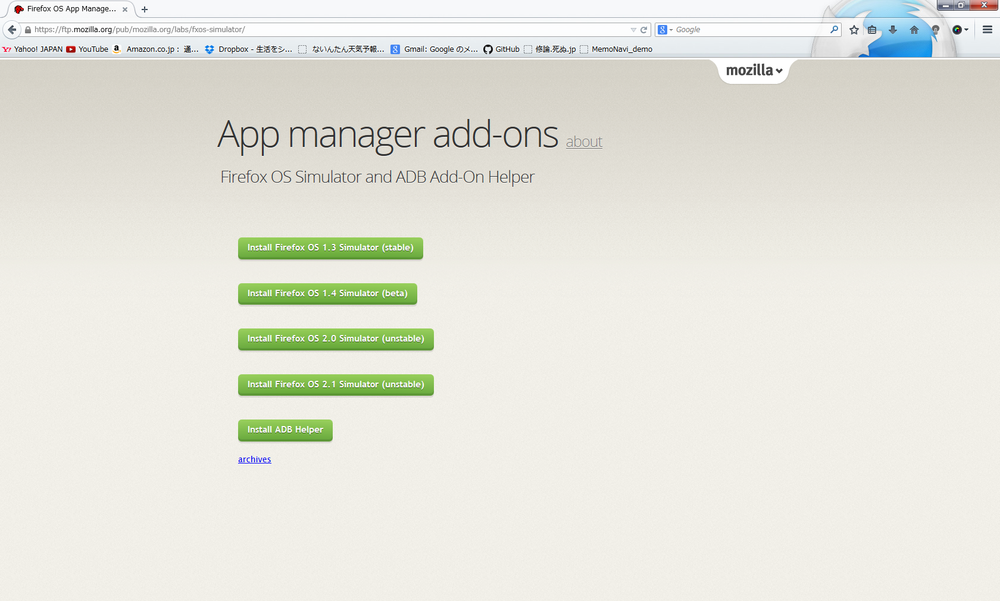 Firefox OS App Manage...
https://ftp.mozilla.org/pub/mozilla.org/labs/fxos-simulator/
Google
Yahoo! JAPAN YouTube Amazon.co.jp： 通... Dropbox - 生活をシ... ないんたん天気予報... Gmail: Google のメ... GitHub 修論.死ぬ.jp MemoNavi_demo
mozilla
App manager add-ons about
Firefox OS Simulator and ADB Add-On Helper
Install Firefox OS 1.3 Simulator (stable)
Install Firefox OS 1.4 Simulator (beta)
Install Firefox OS 2.0 Simulator (unstable)
Install Firefox OS 2.1 Simulator (unstable)
Install ADB Helper
archives